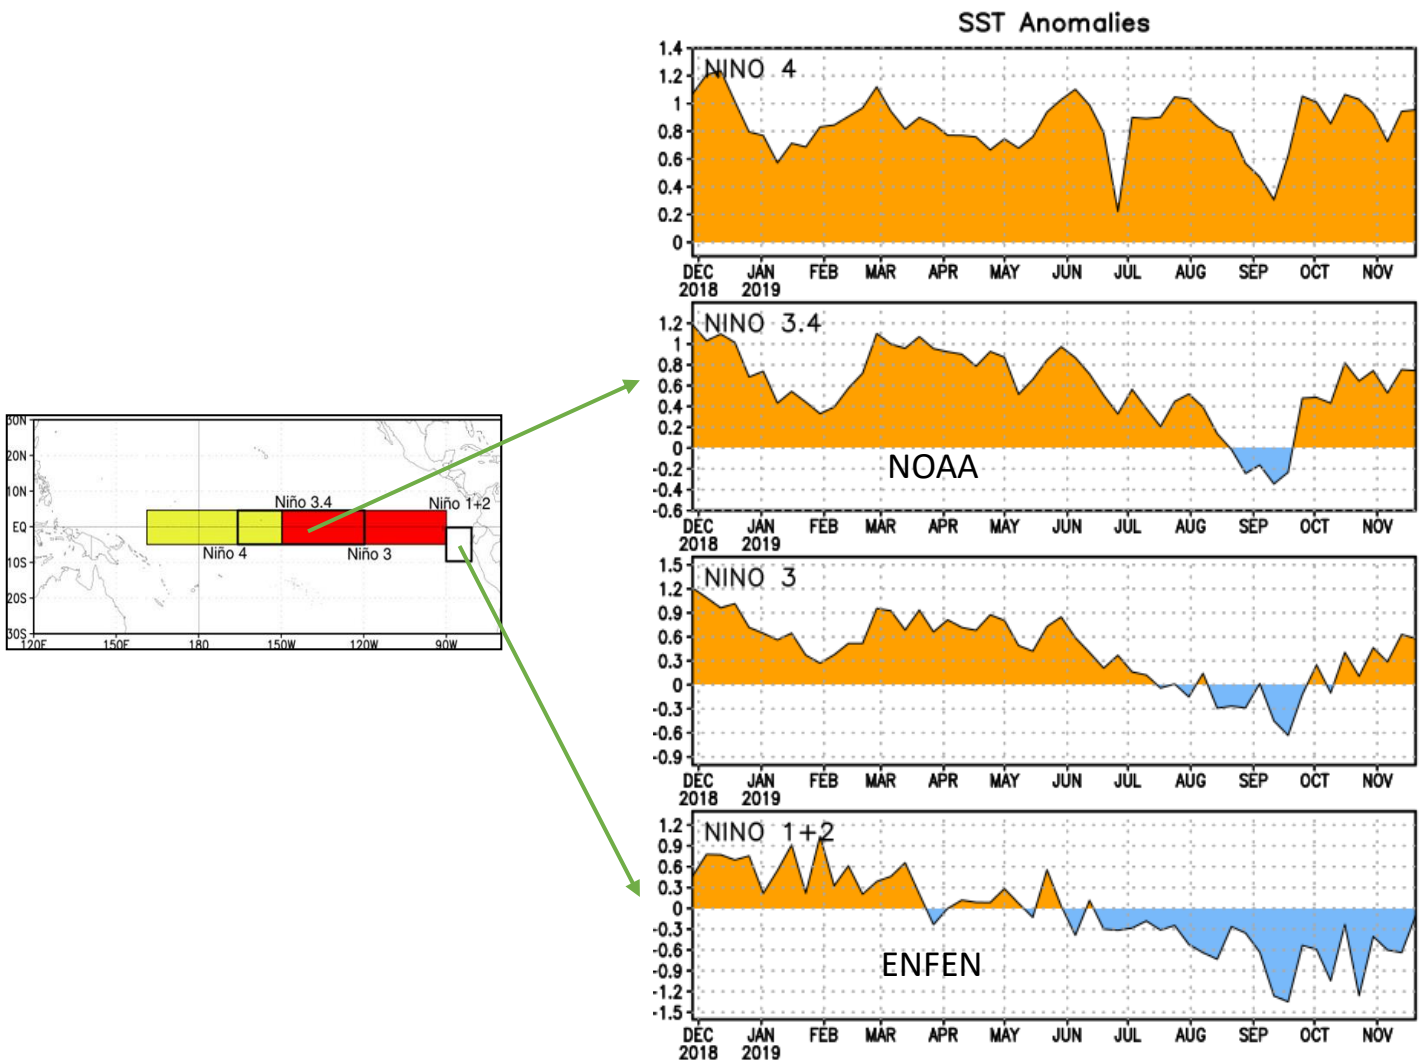 SST Anomalies
NINO 4
1.4
1.2
1
0.8
0.6
0.4
0.2
0
DEC JAN FEB MAR APR MAY JUN JUL AUG SEP OCT NOV
2018 2019
NINO 3.4
1.2
1
0.8
0.6
0.4
0.2
0
-0.2
-0.4
-0.6
NOAA
DEC JAN FEB MAR APR MAY JUN JUL AUG SEP OCT NOV
2018 2019
30N
20N
10N
EQ
10S
20S
30S
120E 150E 180 150W 120W 90W
Niño 3.4
Niño 1+2
Niño 4
Niño 3
NINO 3
1.5
1.2
0.9
0.6
0.3
0
-0.3
-0.6
-0.9
DEC JAN FEB MAR APR MAY JUN JUL AUG SEP OCT NOV
2018 2019
NINO 1+2
1.2
0.9
0.6
0.3
0
-0.3
-0.6
-0.9
-1.2
-1.5
ENFEN
DEC JAN FEB MAR APR MAY JUN JUL AUG SEP OCT NOV
2018 2019